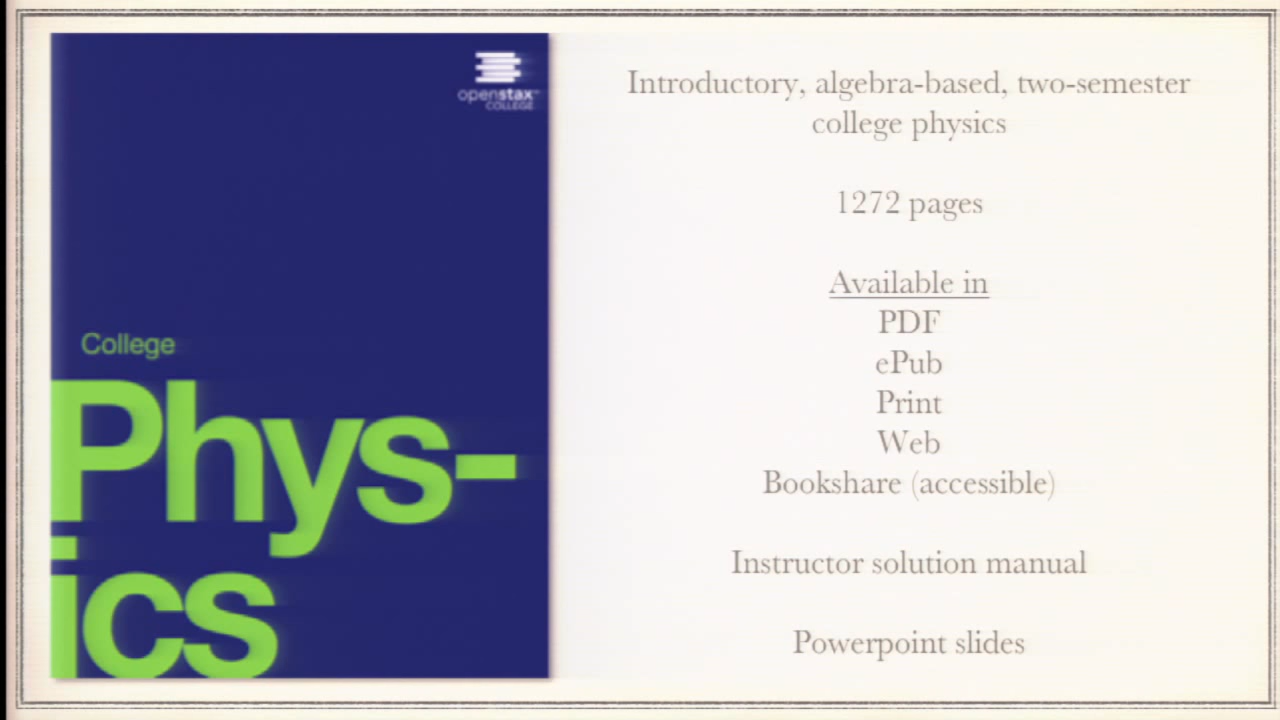 openstax™
COLLEGE
College
Phys-
ics
Introductory, algebra-based, two-semester
college physics
1272 pages
Available in
PDF
ePub
Print
Web
Bookshare (accessible)
Instructor solution manual
Powerpoint slides